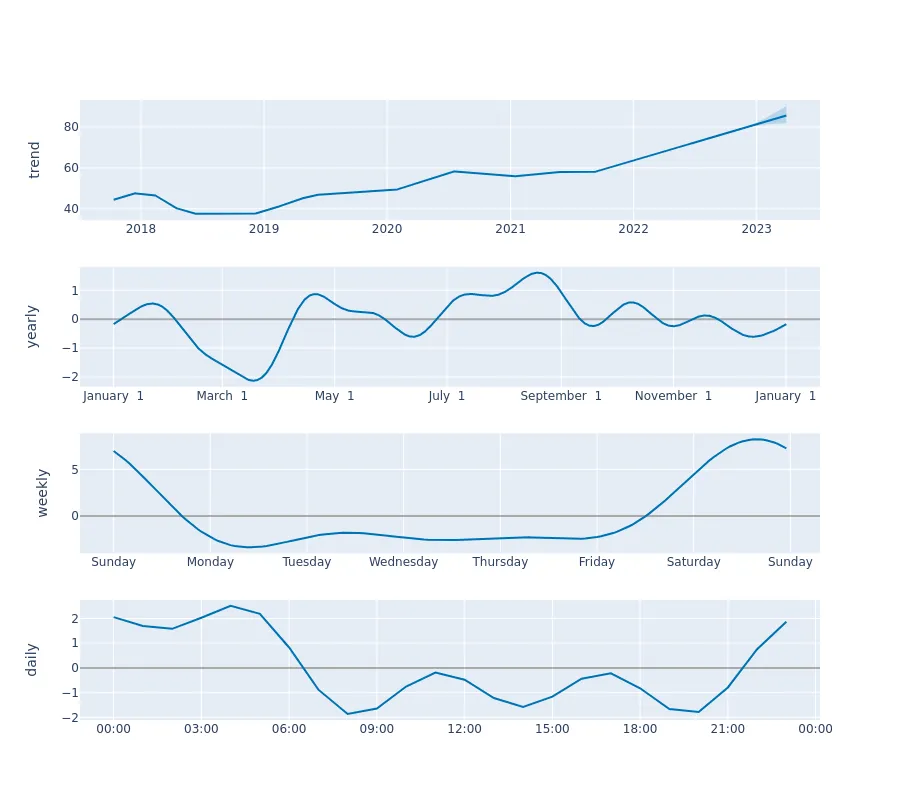 trend
80
60
40
2018 2019 2020 2021 2022 2023
yearly
1
0
−1
−2
January 1 March 1 May 1 July 1 September 1 November 1 January 1
weekly
5
0
Sunday Monday Tuesday Wednesday Thursday Friday Saturday Sunday
daily
2
1
0
−1
−2
00:00 03:00 06:00 09:00 12:00 15:00 18:00 21:00 00:00